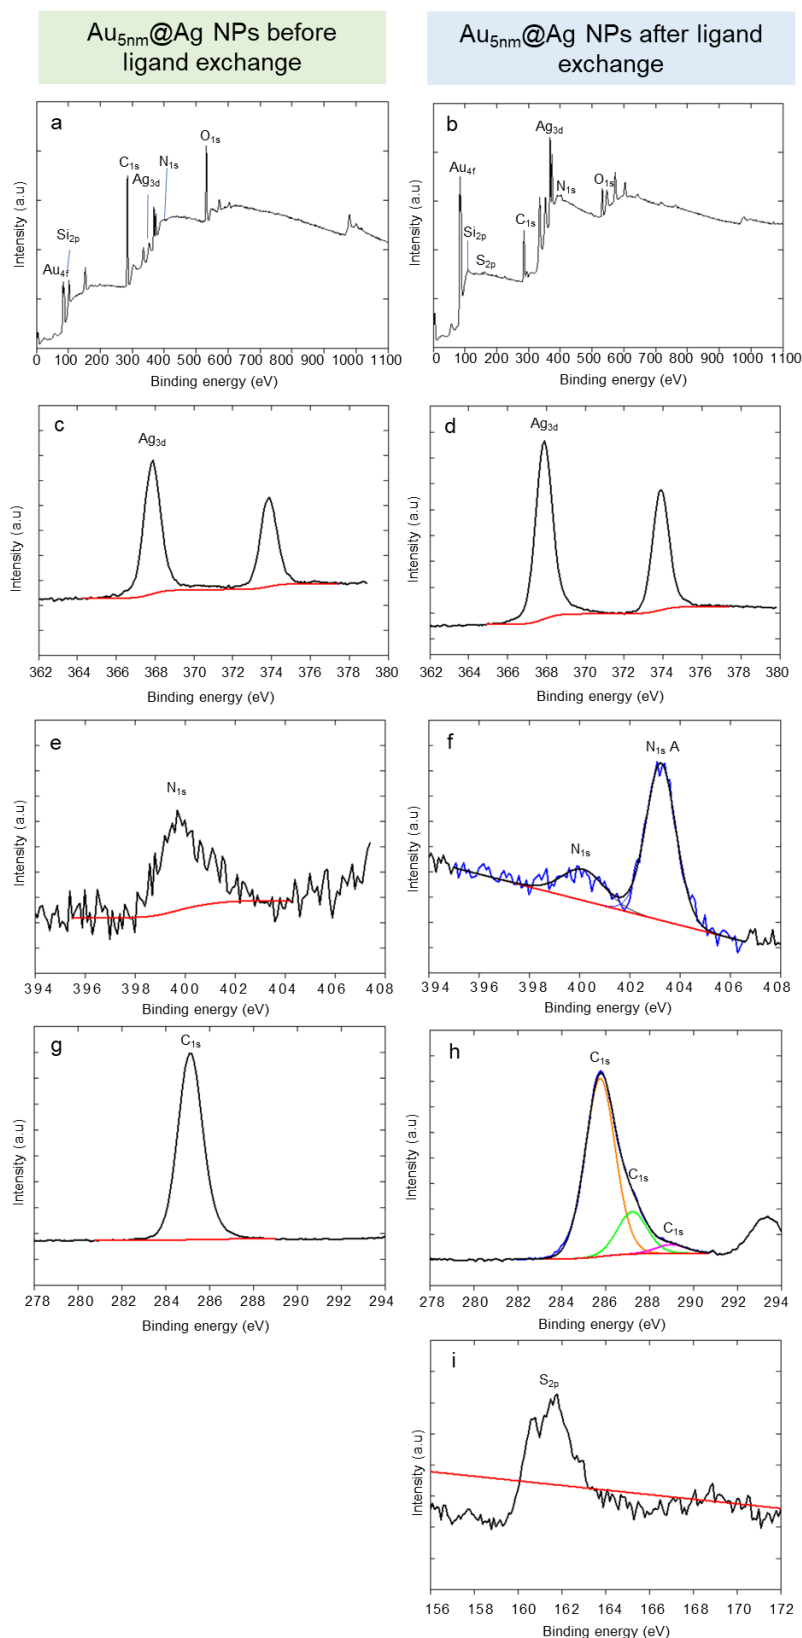 Au5nm@Ag NPs before
ligand exchange
Au5nm@Ag NPs after ligand
exchange
a
O1s
C1s
N1s
Ag3d
Si2p
Au4f
Intensity (a.u)
0 100 200 300 400 500 600 700 800 900 1000 1100
Binding energy (eV)
b
Ag3d
Au4f
N1s
O1s
C1s
Si2p
S2p
Intensity (a.u)
0 100 200 300 400 500 600 700 800 900 1000 1100
Binding energy (eV)
c
Ag3d
Intensity (a.u)
362 364 366 368 370 372 374 376 378 380
Binding energy (eV)
d
Ag3d
Intensity (a.u)
362 364 366 368 370 372 374 376 378 380
Binding energy (eV)
e
N1s
Intensity (a.u)
394 396 398 400 402 404 406 408
Binding energy (eV)
f
N1s A
N1s
Intensity (a.u)
394 396 398 400 402 404 406 408
Binding energy (eV)
g
C1s
Intensity (a.u)
278 280 282 284 286 288 290 292 294
Binding energy (eV)
h
C1s
C1s
C1s
Intensity (a.u)
278 280 282 284 286 288 290 292 294
Binding energy (eV)
i
S2p
Intensity (a.u)
156 158 160 162 164 166 168 170 172
Binding energy (eV)